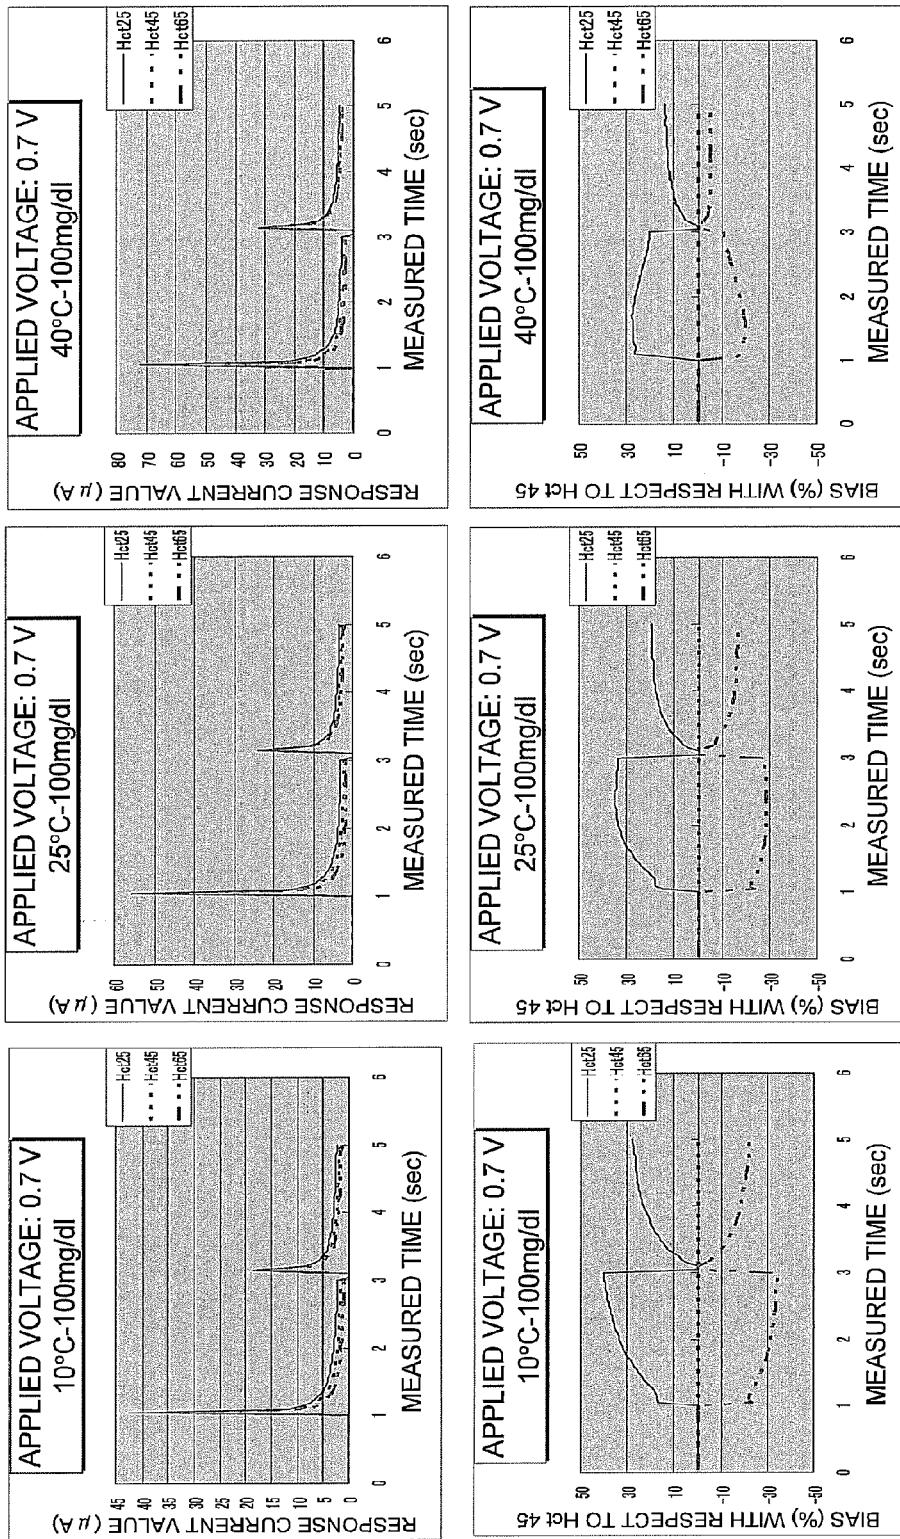 APPLIED VOLTAGE: 0.7 V
10°C-100mg/dl
RESPONSE CURRENT VALUE (μA)
45
40
35
30
25
20
15
10
5
0
Hct25
Hct45
Hct65
0 1 2 3 4 5 6
MEASURED TIME (sec)
APPLIED VOLTAGE: 0.7 V
25°C-100mg/dl
RESPONSE CURRENT VALUE (μA)
60
50
40
30
20
10
0
Hct25
Hct45
Hct65
0 1 2 3 4 5 6
MEASURED TIME (sec)
APPLIED VOLTAGE: 0.7 V
40°C-100mg/dl
RESPONSE CURRENT VALUE (μA)
80
70
60
50
40
30
20
10
0
Hct25
Hct45
Hct65
0 1 2 3 4 5 6
MEASURED TIME (sec)
APPLIED VOLTAGE: 0.7 V
10°C-100mg/dl
BIAS (%) WITH RESPECT TO Hct 45
50
30
10
-10
-30
-50
Hct25
Hct45
Hct65
0 1 2 3 4 5 6
MEASURED TIME (sec)
APPLIED VOLTAGE: 0.7 V
25°C-100mg/dl
BIAS (%) WITH RESPECT TO Hct 45
50
30
10
-10
-30
-50
Hct25
Hct45
Hct65
0 1 2 3 4 5 6
MEASURED TIME (sec)
APPLIED VOLTAGE: 0.7 V
40°C-100mg/dl
BIAS (%) WITH RESPECT TO Hct 45
50
30
10
-10
-30
-50
Hct25
Hct45
Hct65
0 1 2 3 4 5 6
MEASURED TIME (sec)